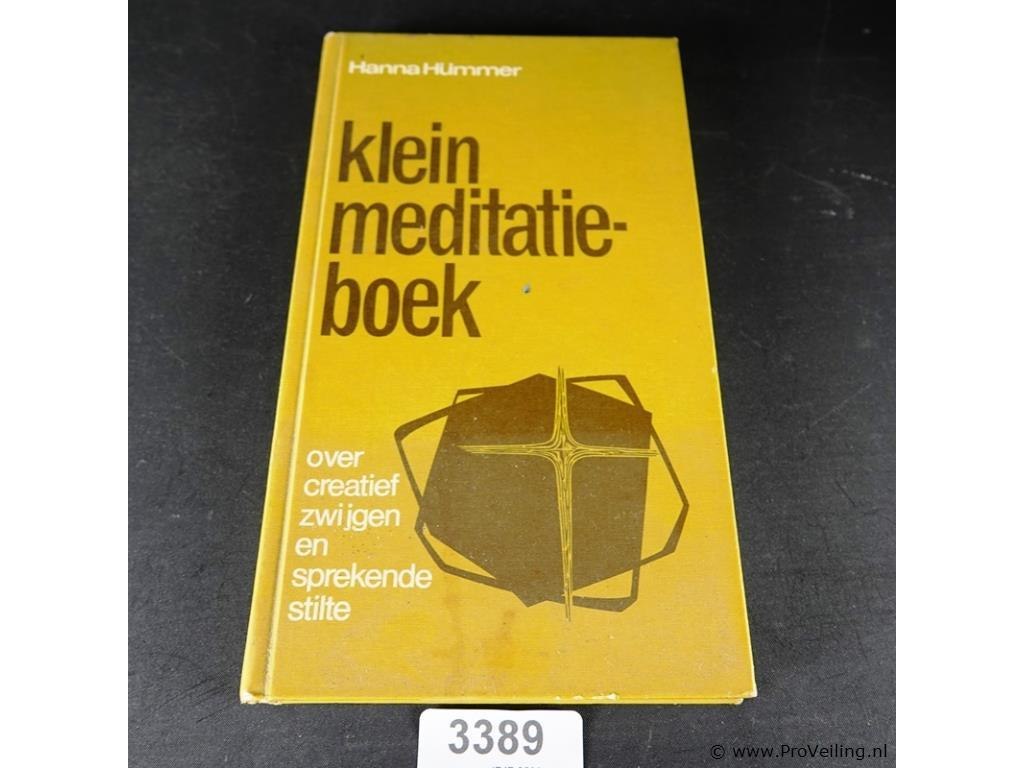 Hanna Hümmer
klein
meditatie-
boek
over
creatief
zwijgen
en
sprekende
stilte
3389
© www.ProVeiling.nl